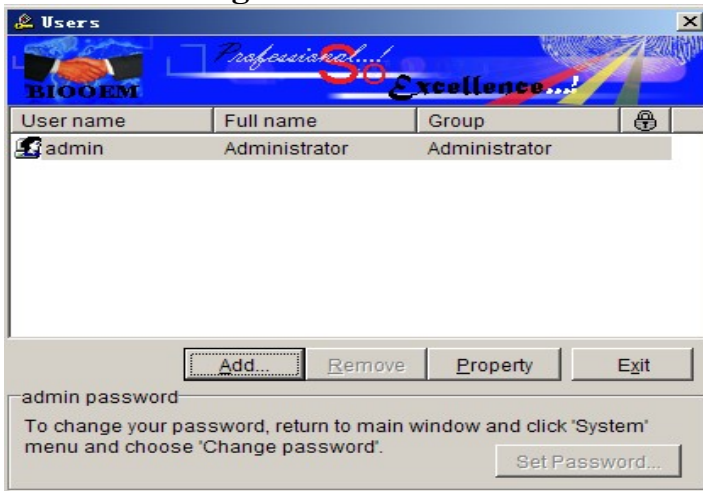 Users
Professional...!
So
Excellence...!
BIOOEM
User name Full name Group
admin Administrator Administrator
Add... Remove Property Exit
admin password
To change your password, return to main window and click 'System'
menu and choose 'Change password'.
Set Password...